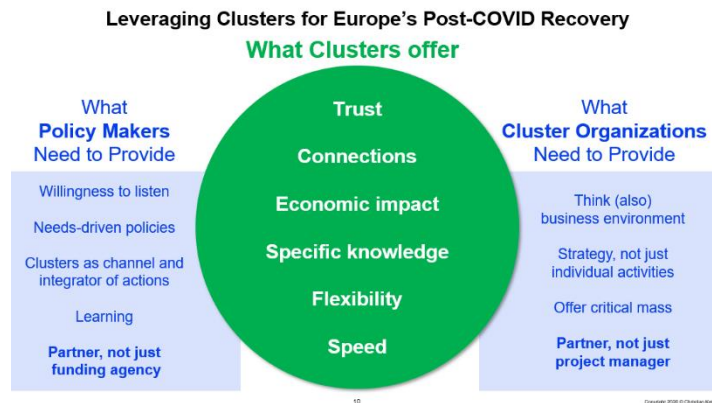 Leveraging Clusters for Europe's Post-COVID Recovery
What Clusters offer
What
Policy Makers
Need to Provide
Willingness to listen
Needs-driven policies
Clusters as channel and
integrator of actions
Learning
Partner, not just
funding agency
Trust
Connections
Economic impact
Specific knowledge
Flexibility
Speed
What
Cluster Organizations
Need to Provide
Think (also)
business environment
Strategy, not just
individual activities
Offer critical mass
Partner, not just
project manager
Copyright 2020 © Christian